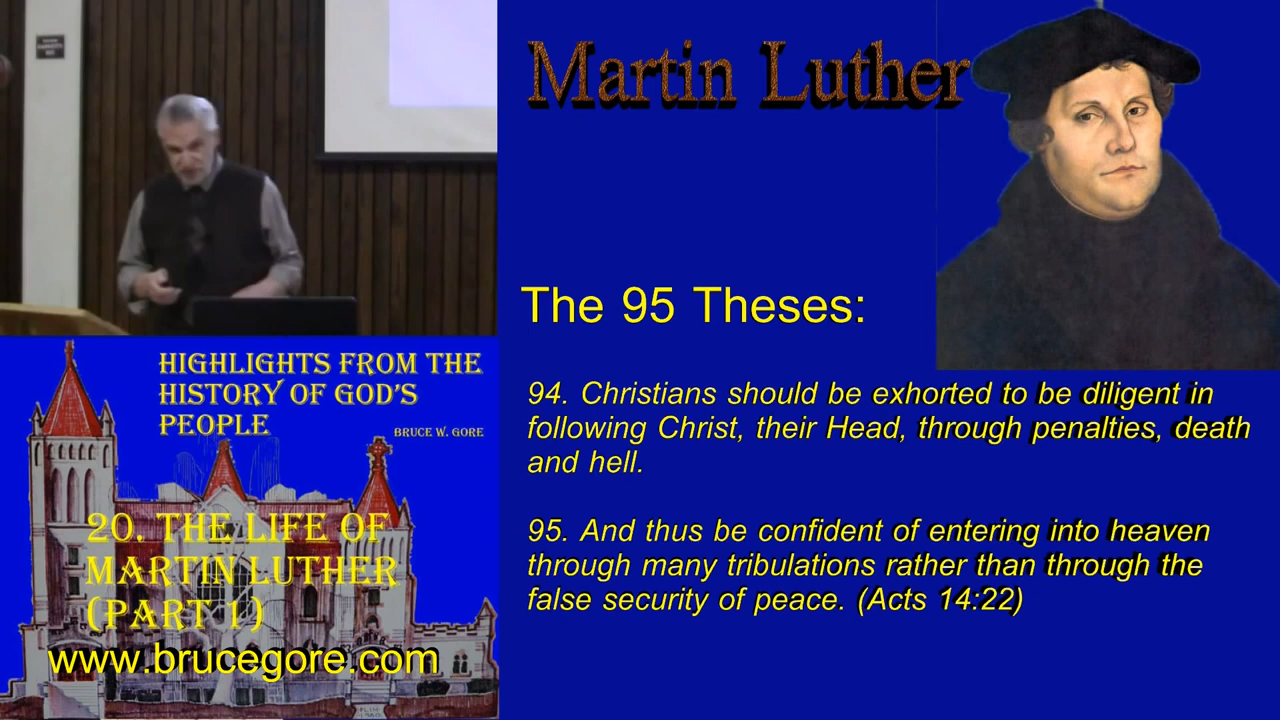 Martin Luther
The 95 Theses:
94. Christians should be exhorted to be diligent in
following Christ, their Head, through penalties, death
and hell.
95. And thus be confident of entering into heaven
through many tribulations rather than through the
false security of peace. (Acts 14:22)
HIGHLIGHTS FROM THE
HISTORY OF GOD'S
PEOPLE
BRUCE W. GORE
20. THE LIFE OF
MARTIN LUTHER
(PART 1)
www.brucegore.com